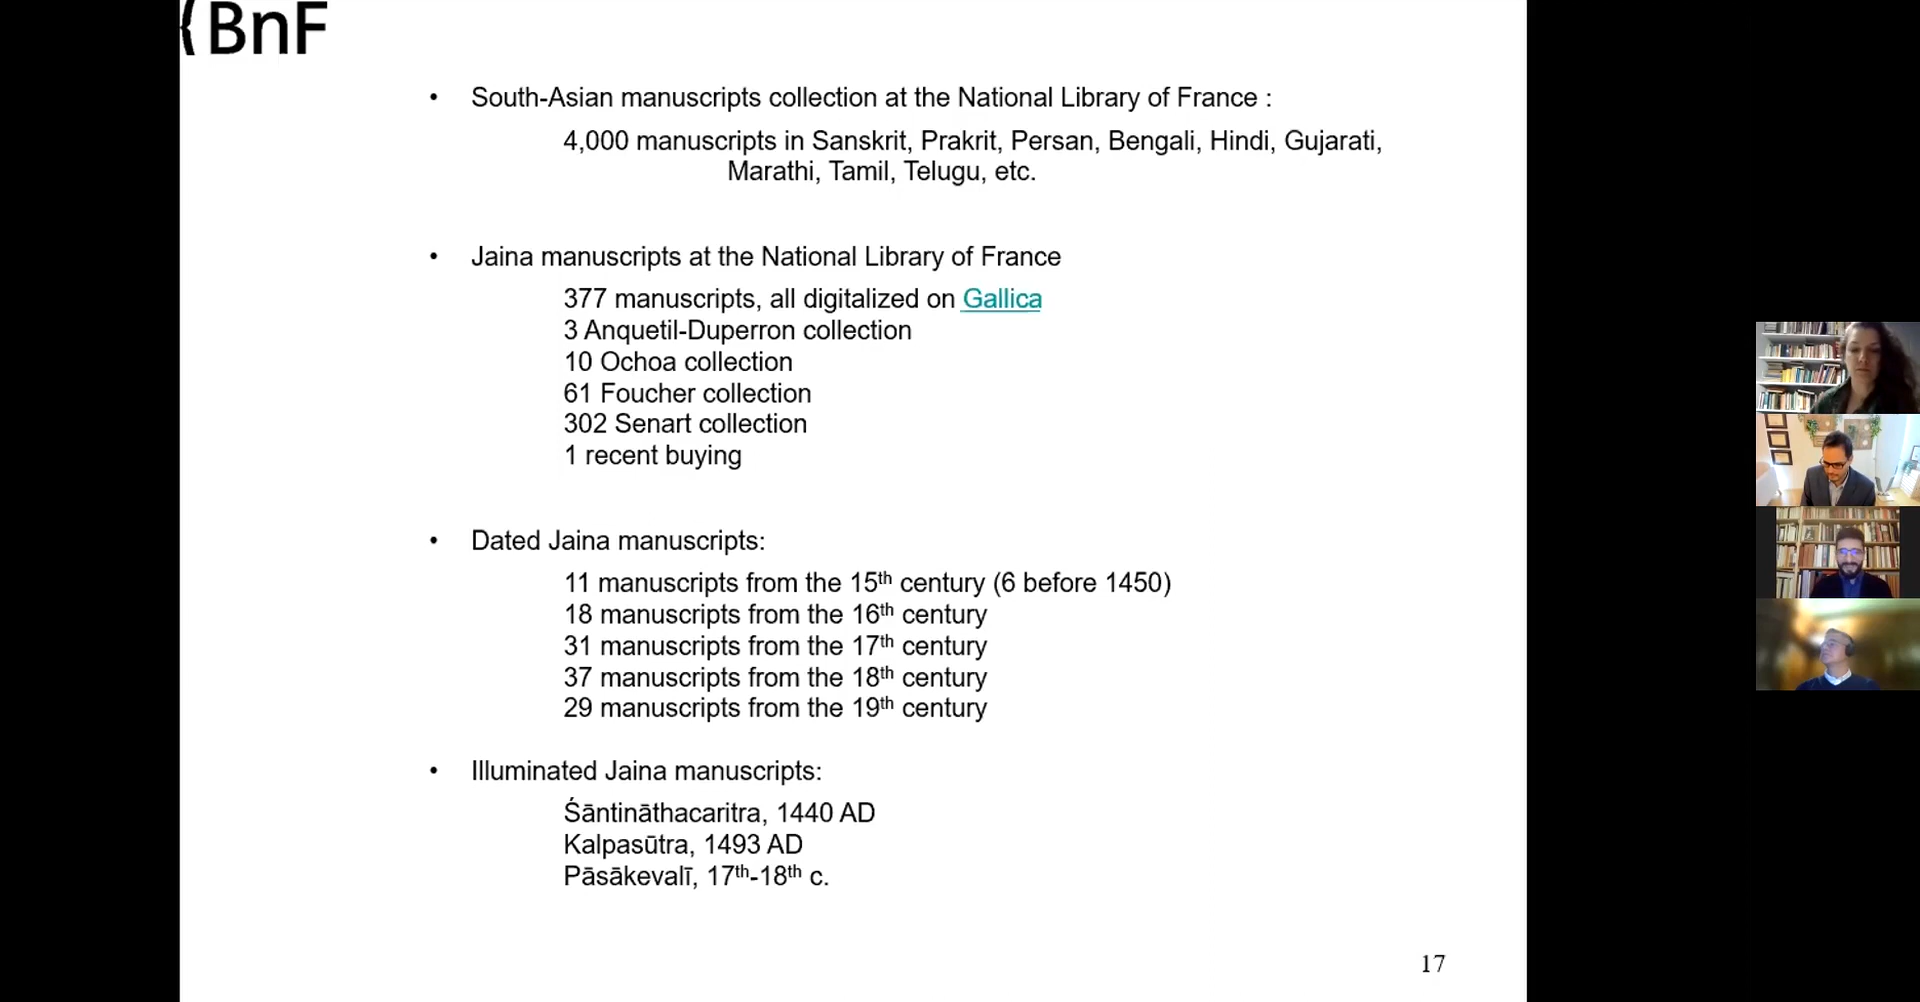 {BnF
• South-Asian manuscripts collection at the National Library of France :
4,000 manuscripts in Sanskrit, Prakrit, Persan, Bengali, Hindi, Gujarati,
Marathi, Tamil, Telugu, etc.
• Jaina manuscripts at the National Library of France
377 manuscripts, all digitalized on Gallica
3 Anquetil-Duperron collection
10 Ochoa collection
61 Foucher collection
302 Senart collection
1 recent buying
• Dated Jaina manuscripts:
11 manuscripts from the 15th century (6 before 1450)
18 manuscripts from the 16th century
31 manuscripts from the 17th century
37 manuscripts from the 18th century
29 manuscripts from the 19th century
• Illuminated Jaina manuscripts:
Śāntināthacaritra, 1440 AD
Kalpasūtra, 1493 AD
Pāsākevalī, 17th-18th c.
17